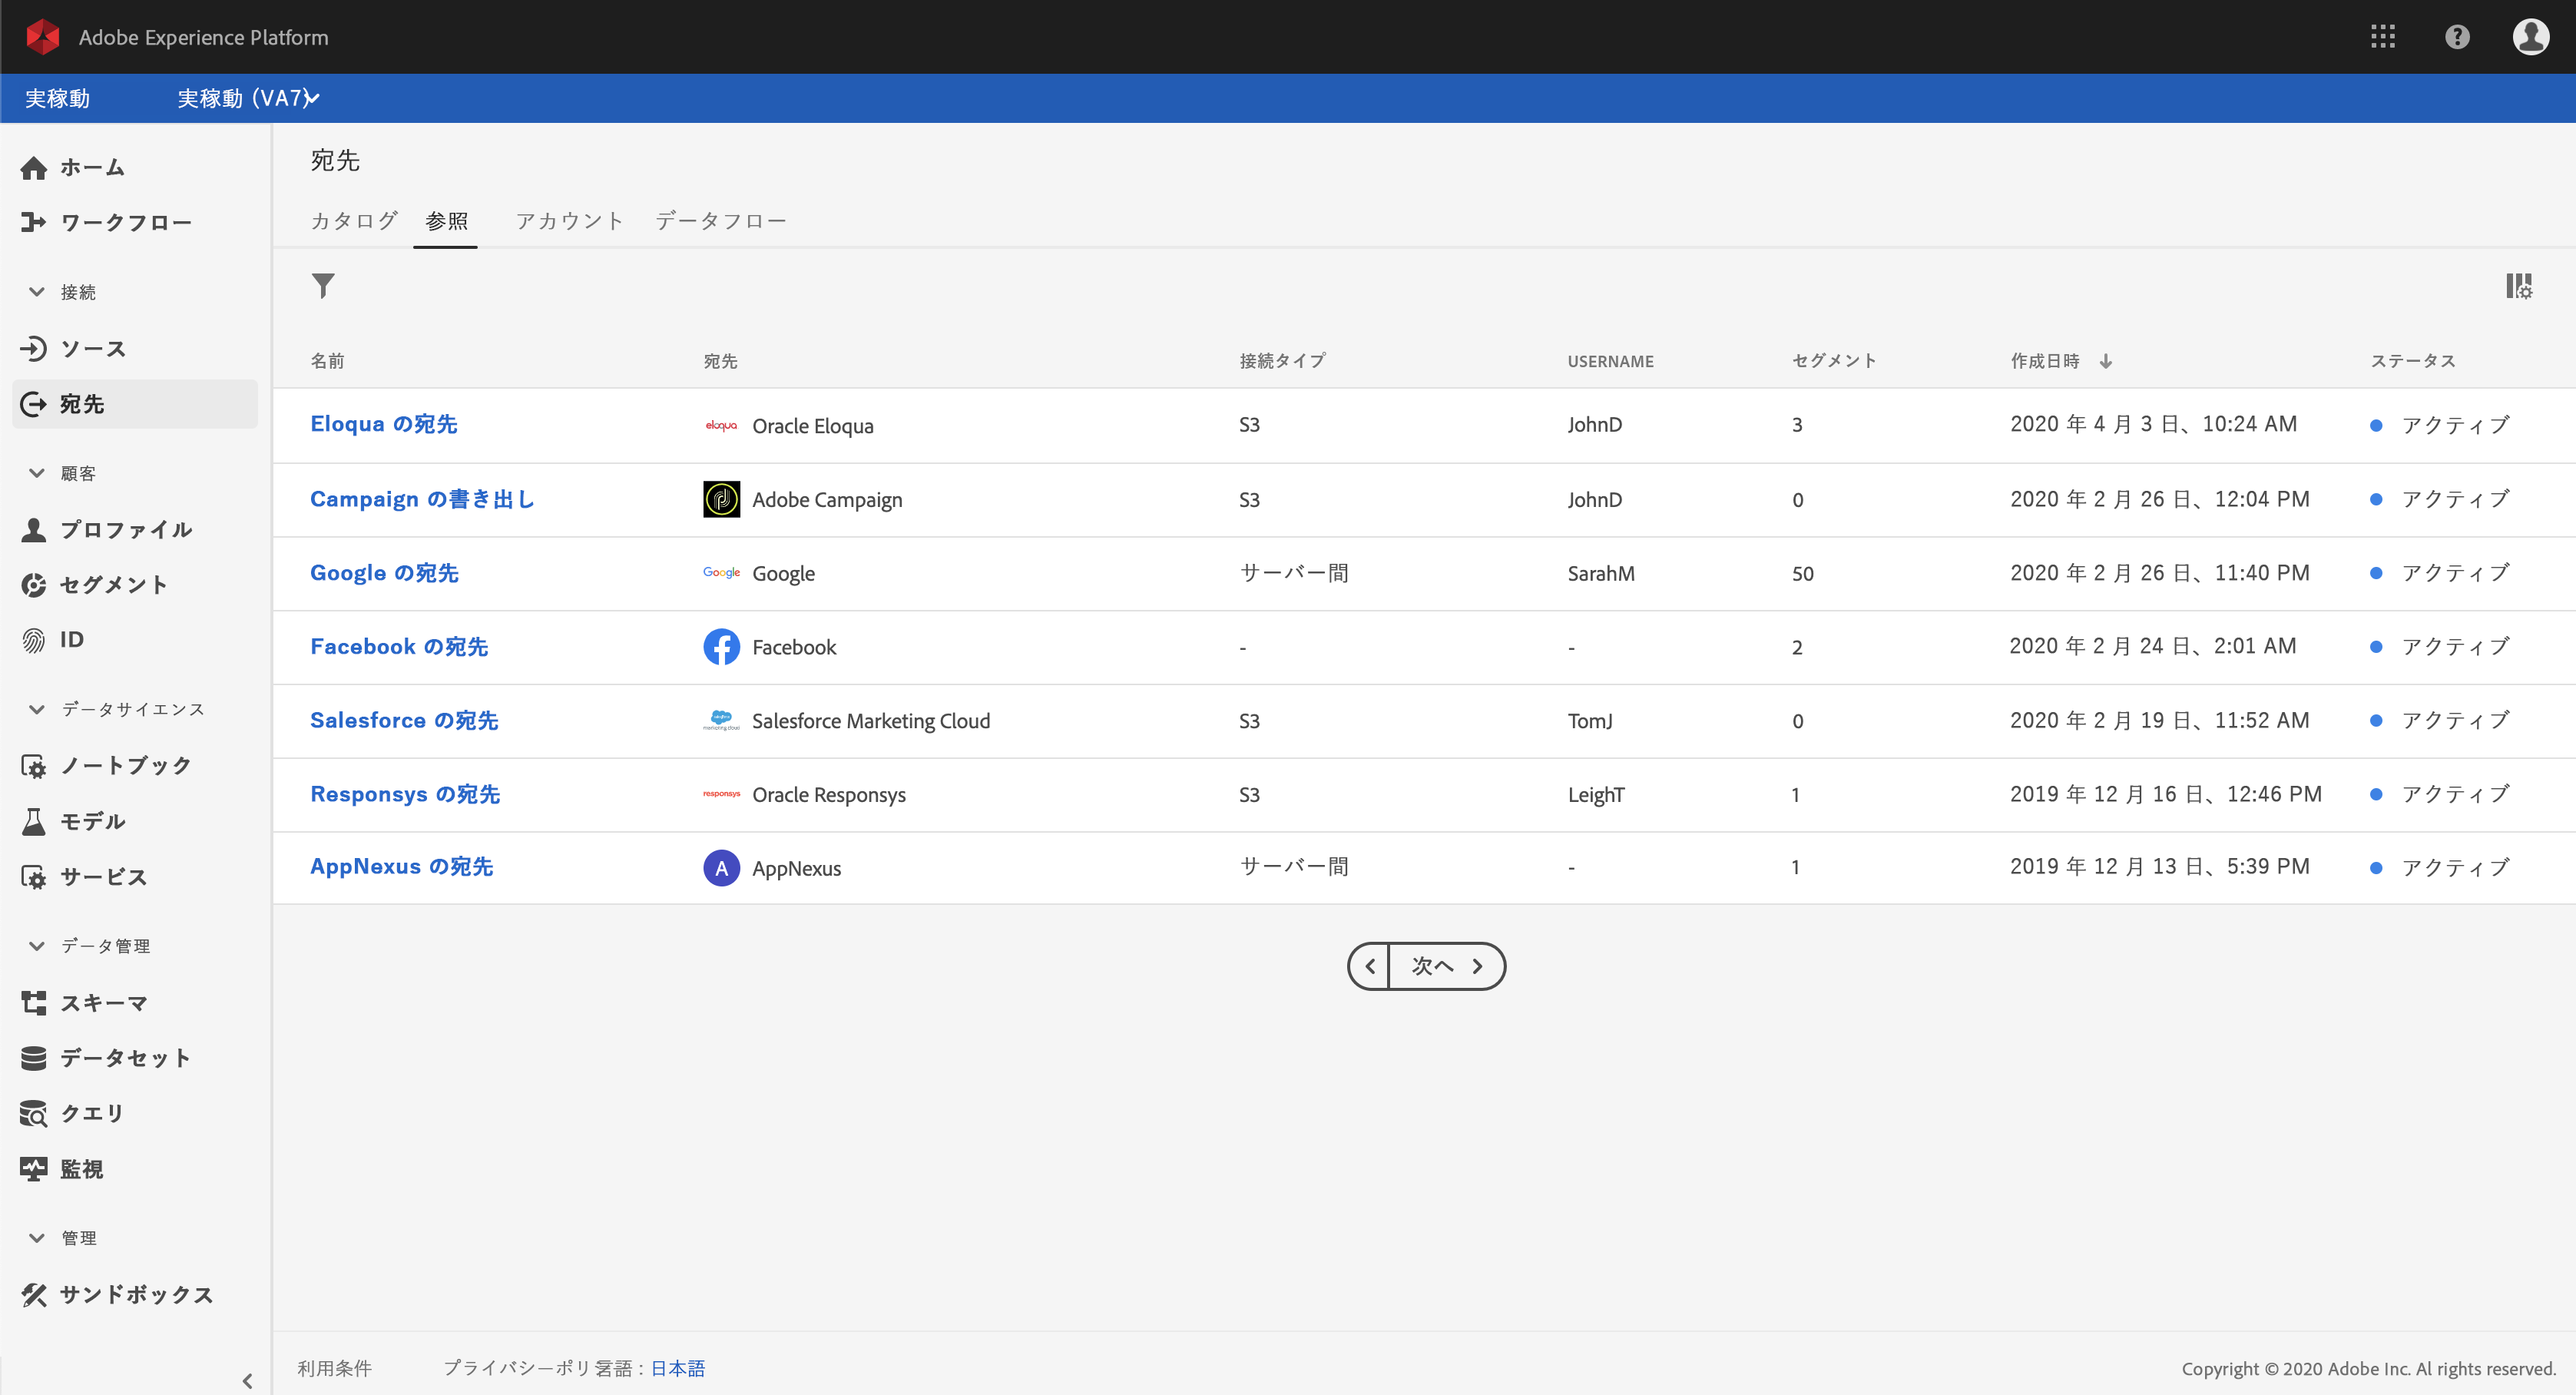 Adobe Experience Platform
実稼動 実稼動 (VA7)
ホーム
ワークフロー
接続
ソース
宛先
顧客
プロファイル
セグメント
ID
データサイエンス
ノートブック
モデル
サービス
データ管理
スキーマ
データセット
クエリ
監視
管理
サンドボックス
宛先
カタログ 参照 アカウント データフロー
名前 宛先 接続タイプ USERNAME セグメント 作成日時 ステータス
Eloqua の宛先 eloqua Oracle Eloqua S3 JohnD 3 2020 年 4 月 3 日、10:24 AM アクティブ
Campaign の書き出し Adobe Campaign S3 JohnD 0 2020 年 2 月 26 日、12:04 PM アクティブ
Google の宛先 Google Google サーバー間 SarahM 50 2020 年 2 月 26 日、11:40 PM アクティブ
Facebook の宛先 Facebook - - 2 2020 年 2 月 24 日、2:01 AM アクティブ
Salesforce の宛先 salesforce marketing cloud Salesforce Marketing Cloud S3 TomJ 0 2020 年 2 月 19 日、11:52 AM アクティブ
Responsys の宛先 responsys Oracle Responsys S3 LeighT 1 2019 年 12 月 16 日、12:46 PM アクティブ
AppNexus の宛先 A AppNexus サーバー間 - 1 2019 年 12 月 13 日、5:39 PM アクティブ
次へ
利用条件 プライバシーポリ 言語：日本語 Copyright © 2020 Adobe Inc. Al rights reserved.